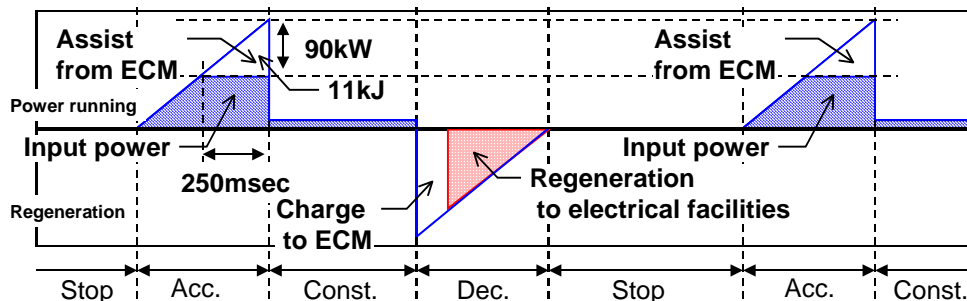 Assist
from ECM
90kW
11kJ
Assist
from ECM
Power running
Input power
250msec
Input power
Regeneration
Charge
to ECM
Regeneration
to electrical facilities
Stop
Acc.
Const.
Dec.
Stop
Acc.
Const.